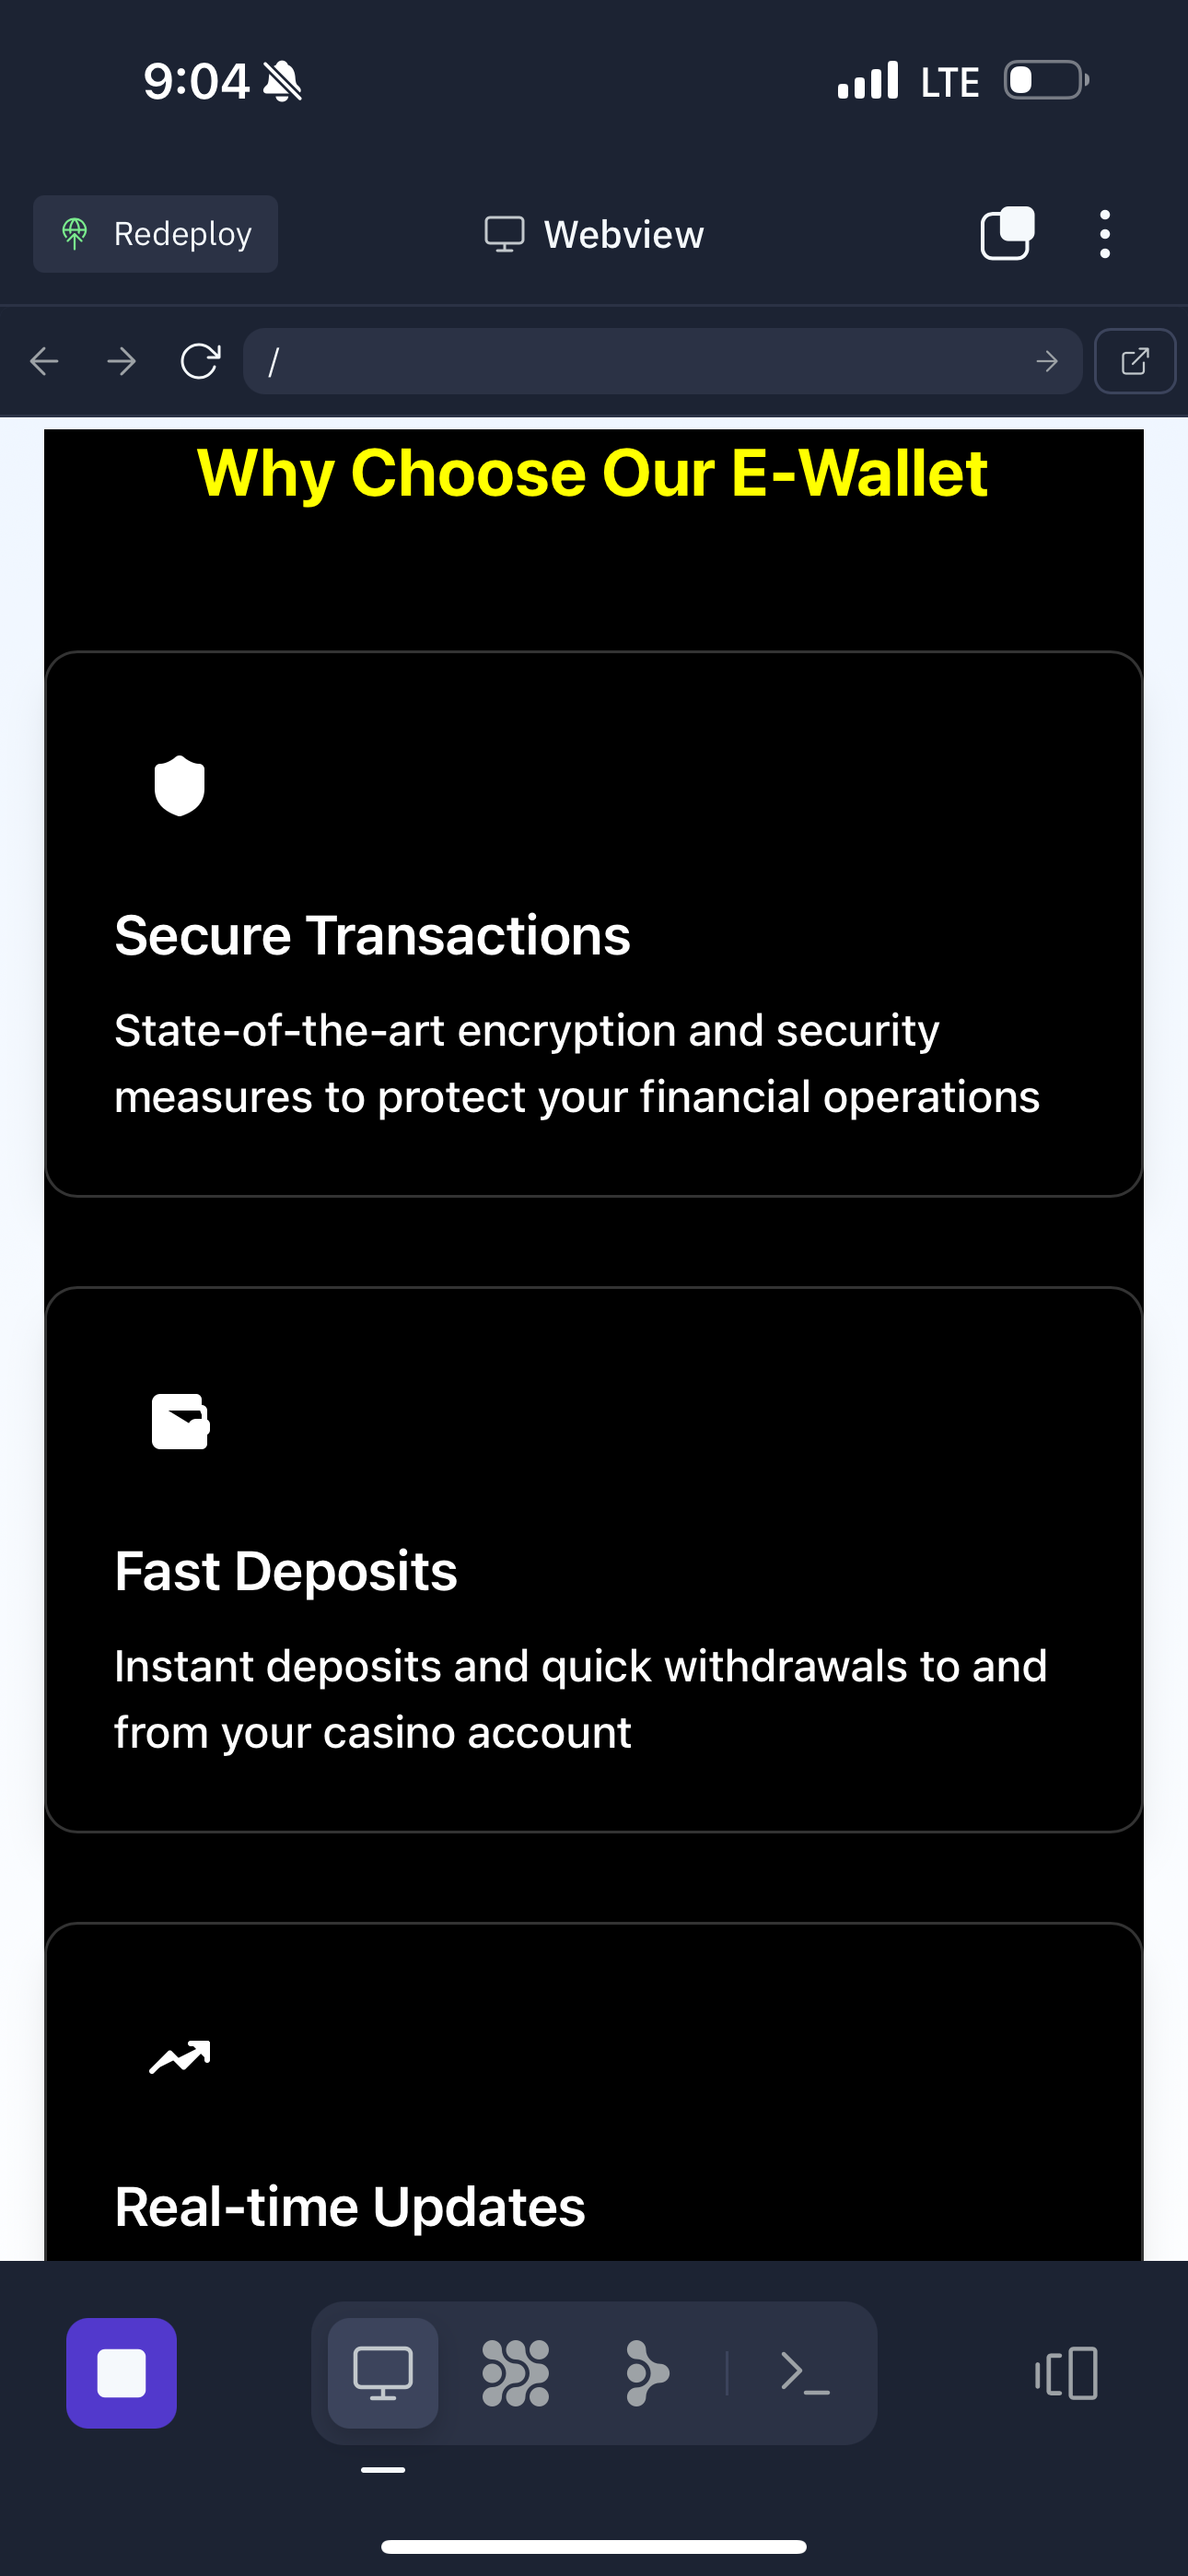 9:04
LTE
Redeploy
Webview
/
Why Choose Our E-Wallet
Secure Transactions
State-of-the-art encryption and security
measures to protect your financial operations
Fast Deposits
Instant deposits and quick withdrawals to and
from your casino account
Real-time Updates